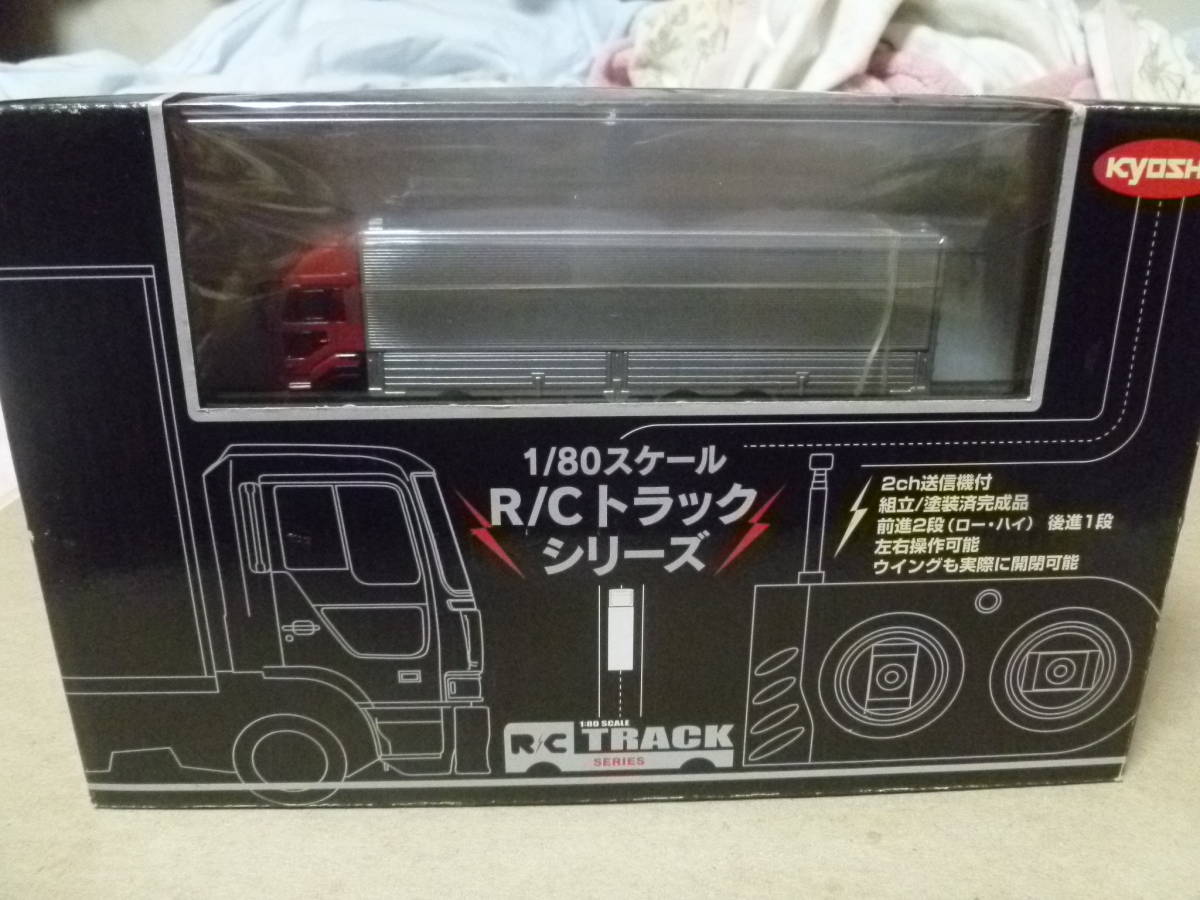 KYOSH
1/80スケール
R/Cトラック
シリーズ
2ch送信機付
組立/塗装済完成品
前進2段(ロー・ハイ) 後進1段
左右操作可能
ウイングも実際に開閉可能
1:80 SCALE
R/C TRACK
SERIES